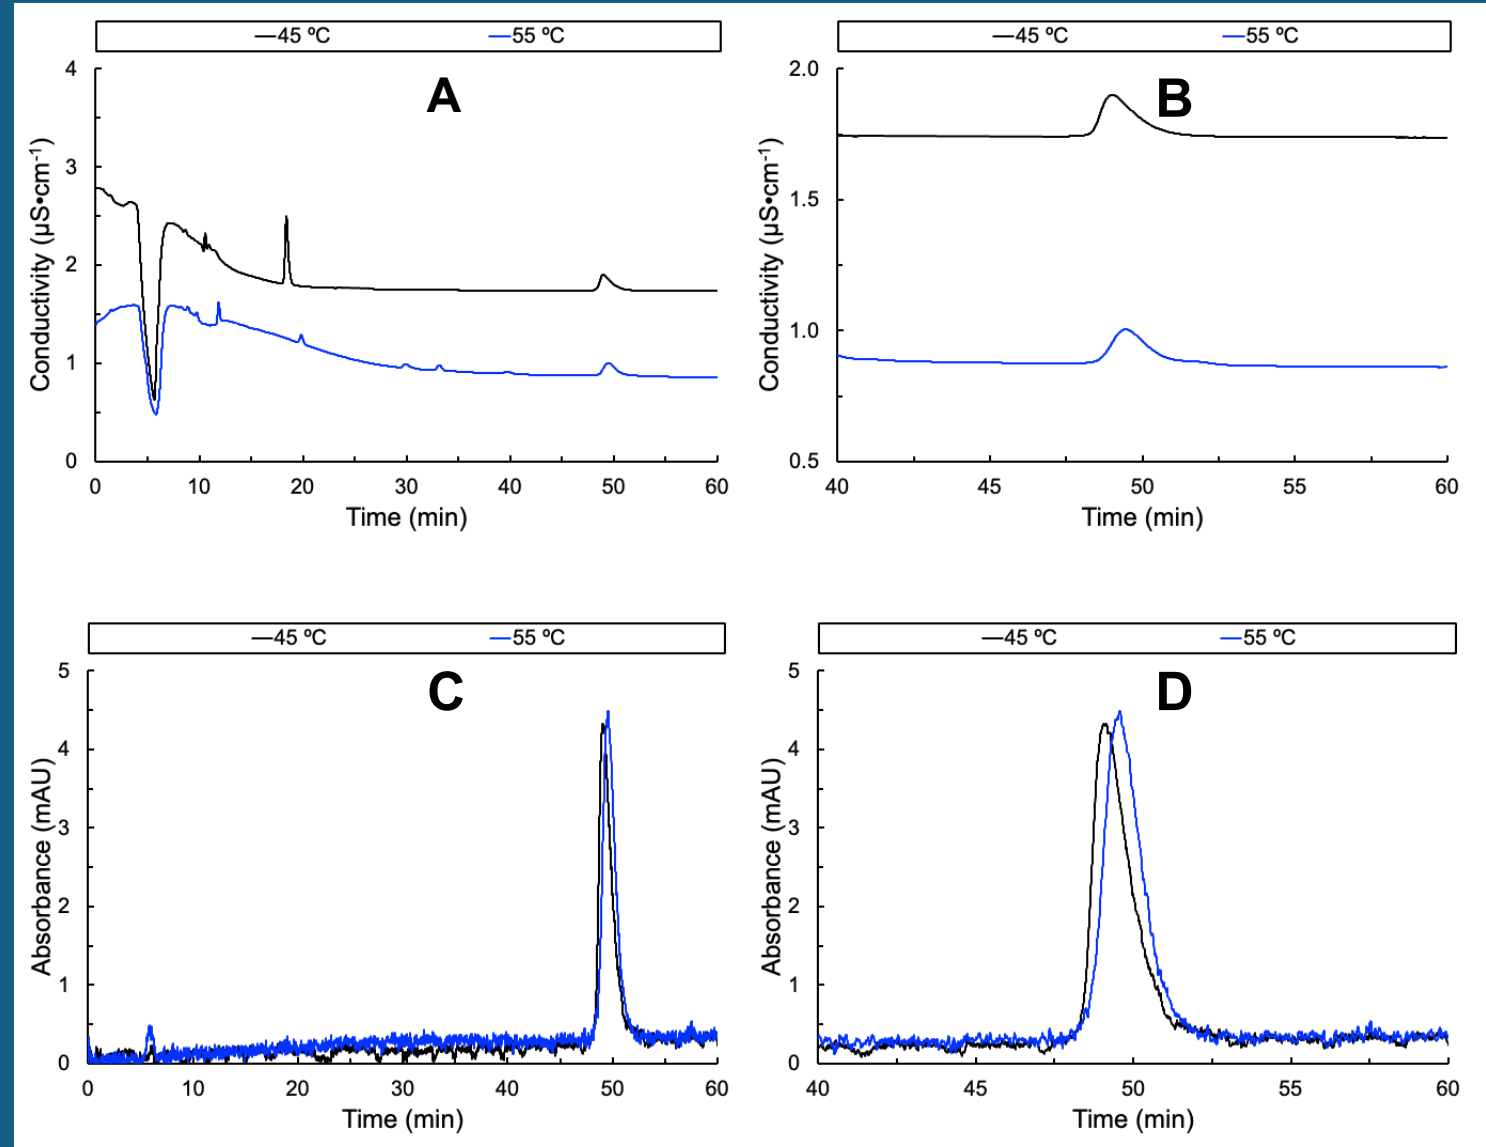 —45 ºC —55 ºC
A
4
3
2
1
0
Conductivity (µS•cm⁻¹)
0 10 20 30 40 50 60
Time (min)
—45 ºC —55 ºC
B
2.0
1.5
1.0
0.5
Conductivity (µS•cm⁻¹)
40 45 50 55 60
Time (min)
—45 ºC —55 ºC
C
5
4
3
2
1
0
Absorbance (mAU)
0 10 20 30 40 50 60
Time (min)
—45 ºC —55 ºC
D
5
4
3
2
1
0
Absorbance (mAU)
40 45 50 55 60
Time (min)